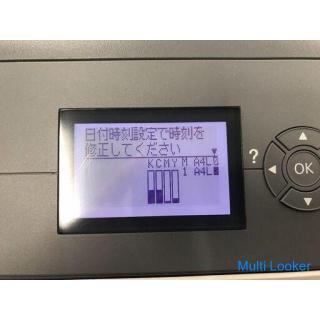 日付時刻設定で時刻を
修正してください
KCMY M A4L
1 A4L
?
OK
Multi Looker